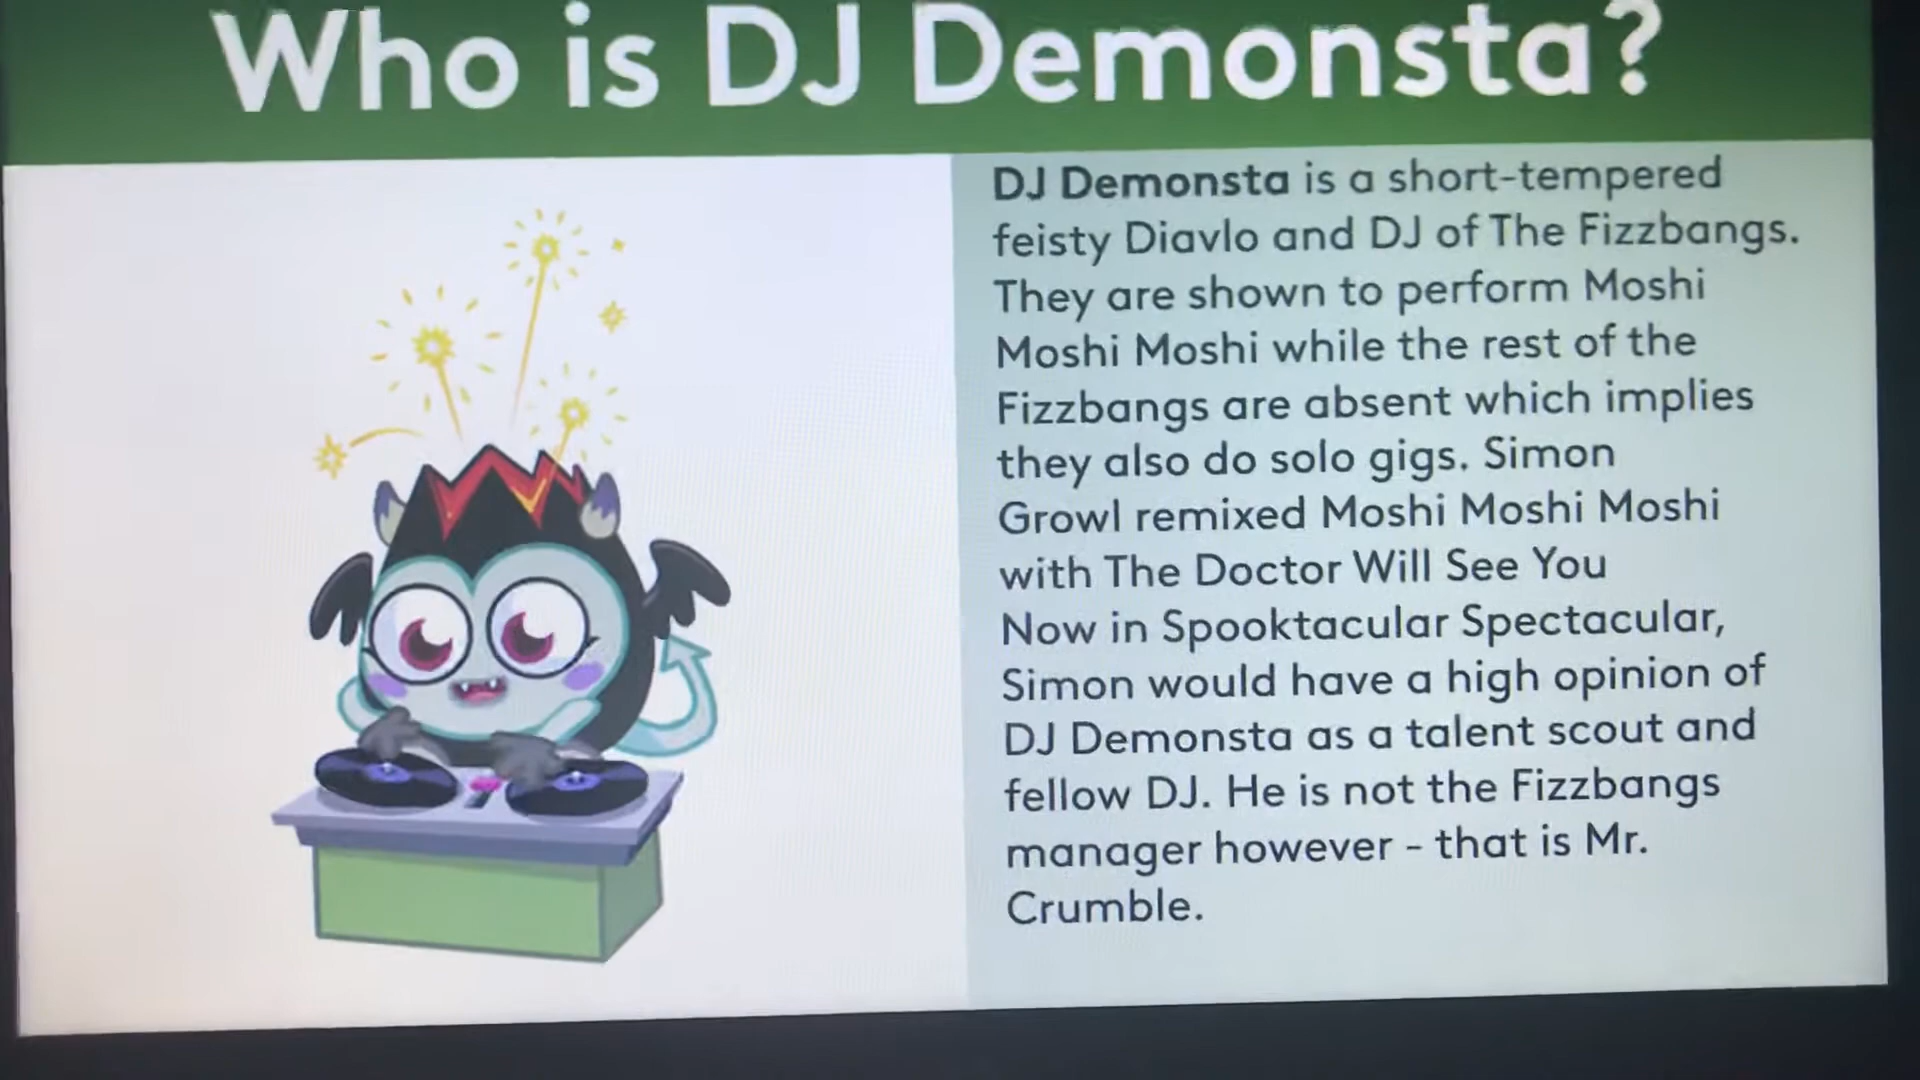 Who is DJ Demonsta?
DJ Demonsta is a short-tempered
feisty Diavlo and DJ of The Fizzbangs.
They are shown to perform Moshi
Moshi Moshi while the rest of the
Fizzbangs are absent which implies
they also do solo gigs. Simon
Growl remixed Moshi Moshi Moshi
with The Doctor Will See You
Now in Spooktacular Spectacular,
Simon would have a high opinion of
DJ Demonsta as a talent scout and
fellow DJ. He is not the Fizzbangs
manager however - that is Mr.
Crumble.